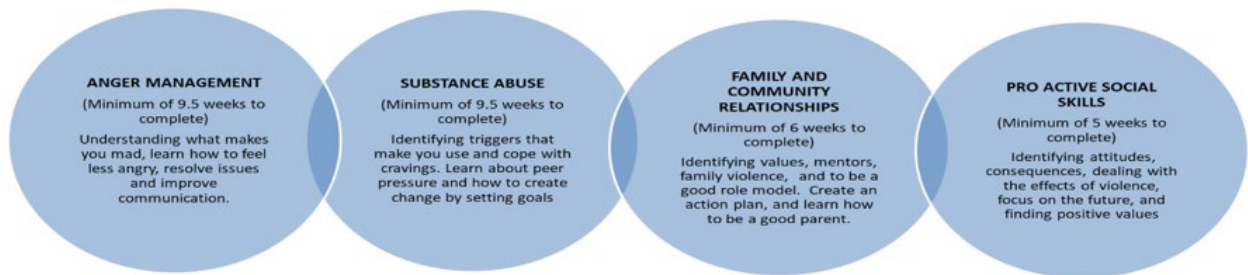 ANGER MANAGEMENT
(Minimum of 9.5 weeks to
complete)
Understanding what makes
you mad, learn how to feel
less angry, resolve issues
and improve
communication.
SUBSTANCE ABUSE
(Minimum of 9.5 weeks to
complete)
Identifying triggers that
make you use and cope with
cravings. Learn about peer
pressure and how to create
change by setting goals
FAMILY AND
COMMUNITY
RELATIONSHIPS
(Minimum of 6 weeks to
complete)
Identifying values, mentors,
family violence, and to be a
good role model. Create an
action plan, and learn how
to be a good parent.
PRO ACTIVE SOCIAL
SKILLS
(Minimum of 5 weeks to
complete)
Identifying attitudes,
consequences, dealing with
the effects of violence,
focus on the future, and
finding positive values